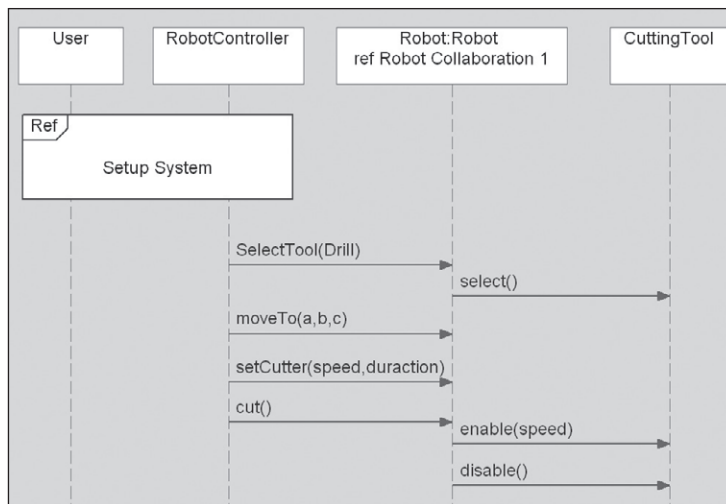 User
RobotController
Robot:Robot
ref Robot Collaboration 1
CuttingTool
Ref
Setup System
SelectTool(Drill)
select()
moveTo(a,b,c)
setCutter(speed,duraction)
cut()
enable(speed)
disable()